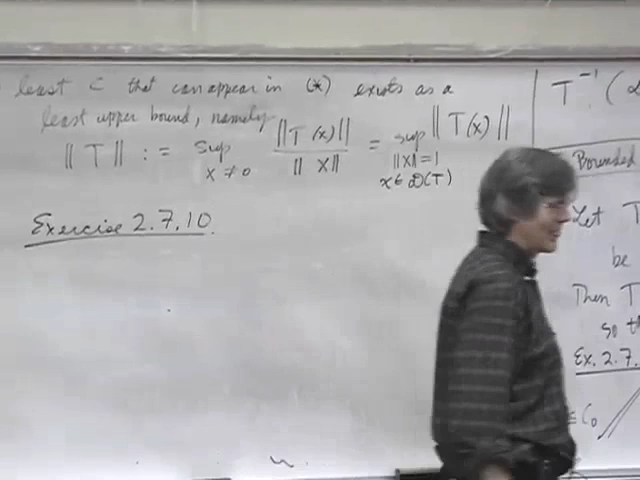 least C that can appear in (*) exists as a
least upper bound, namely
‖T‖ := sup x≠0 ‖T(x)‖ / ‖x‖ = sup ‖x‖=1 x∈𝒟(T) ‖T(x)‖
Exercise 2.7.10.
T⁻¹(
Bounded
Let T
be
Then T
so th
Ex. 2.7.
≤ C₀